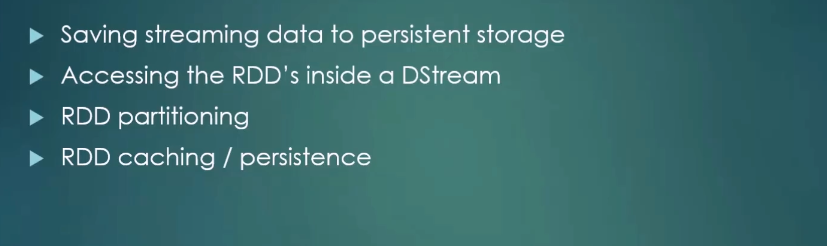 Saving streaming data to persistent storage
Accessing the RDD's inside a DStream
RDD partitioning
RDD caching / persistence